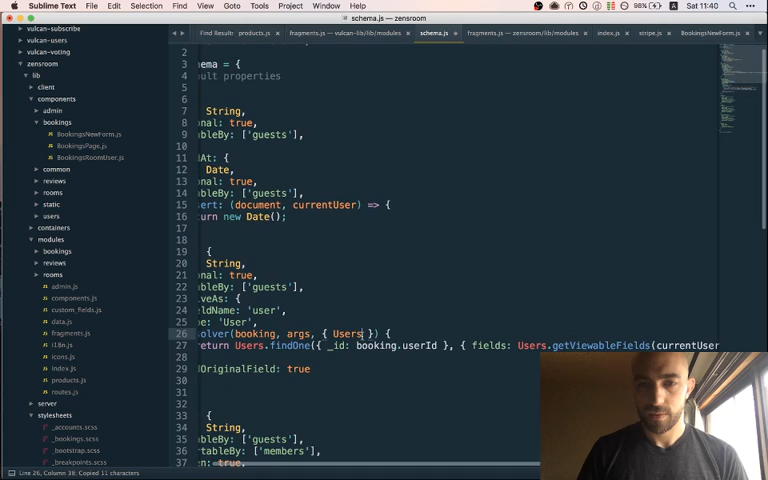 Sublime Text File Edit Selection Find View Goto Tools Project Window Help 98% A Sat 11:40
schema.js — zensroom
vulcan-subscribe
vulcan-users
vulcan-voting
zensroom
lib
client
components
admin
bookings
BookingsNewForm.js
BookingsPage.js
BookingsRoomUser.js
common
reviews
rooms
static
users
containers
modules
bookings
reviews
rooms
admin.js
components.js
custom_fields.js
data.js
fragments.js
i18n.js
icons.js
index.js
products.js
routes.js
server
stylesheets
_accounts.scss
_bookings.scss
_bootstrap.scss
_breakpoints.scss
Find Results products.js fragments.js — vulcan-lib/lib/modules schema.js fragments.js — zensroom/lib/modules index.js stripe.js BookingsNewForm.js
2
3 hema = {
4 ault properties
5
6
7 String,
8 onal: true,
9 ableBy: ['guests'],
10
11 dAt: {
12 Date,
13 onal: true,
14 ableBy: ['guests'],
15 sert: (document, currentUser) => {
16 turn new Date();
17
18
19 {
20 String,
21 onal: true,
22 ableBy: ['guests'],
23 lveAs: {
24 eldName: 'user',
25 pe: 'User',
26 solver(booking, args, { Users }) {
27 return Users.findOne({ _id: booking.userId }, { fields: Users.getViewableFields(currentUser
28
29 dOriginalField: true
30
31
32
33 {
34 String,
35 ableBy: ['guests'],
36 rtableBy: ['members'],
37 en: true,
Line 26, Column 38; Copied 11 characters